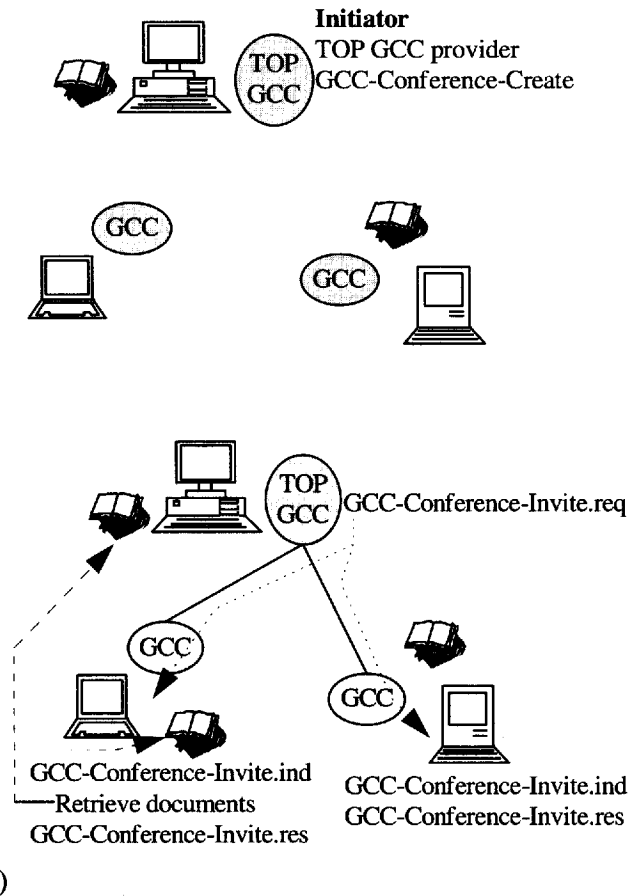 Initiator
TOP GCC provider
GCC-Conference-Create
TOP
GCC
GCC
GCC
TOP
GCC
GCC-Conference-Invite.req
GCC
GCC
GCC-Conference-Invite.ind
Retrieve documents
GCC-Conference-Invite.res
GCC-Conference-Invite.ind
GCC-Conference-Invite.res
)